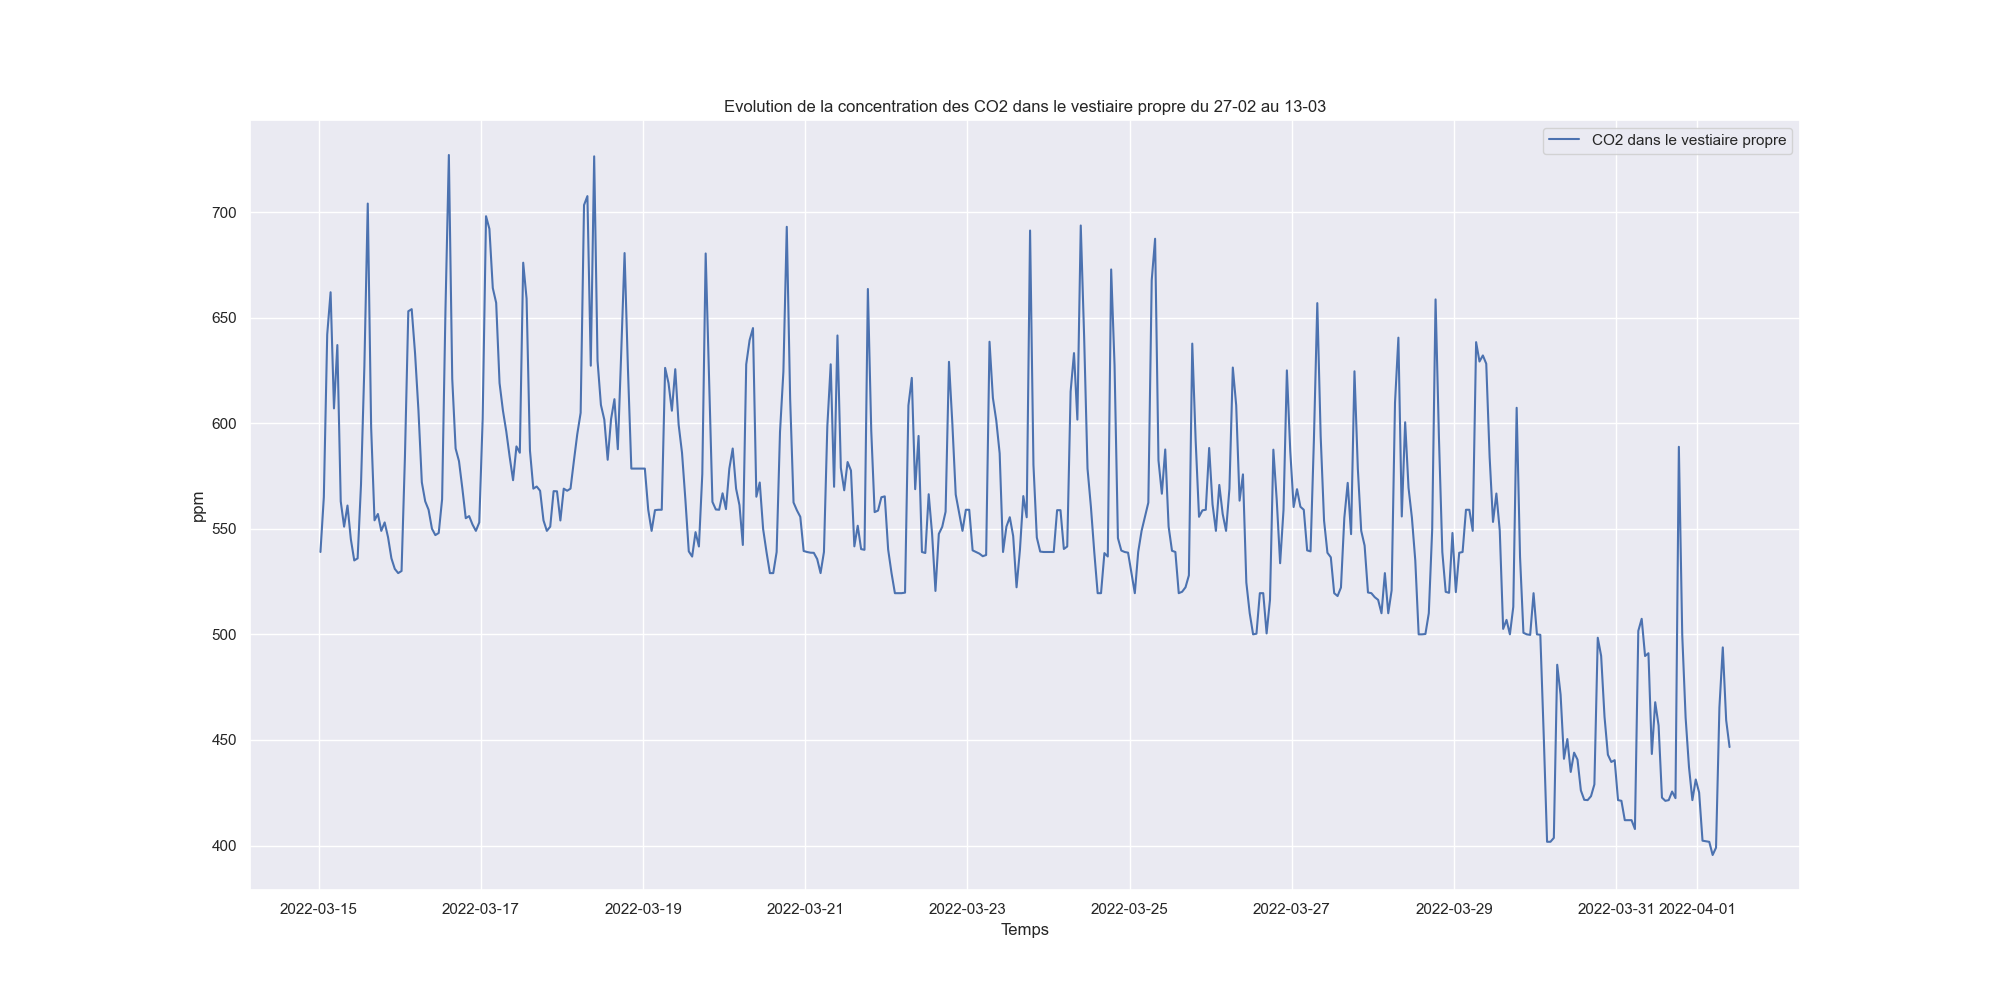 Evolution de la concentration des CO2 dans le vestiaire propre du 27-02 au 13-03
CO2 dans le vestiaire propre
700
650
600
550
500
450
400
ppm
2022-03-15 2022-03-17 2022-03-19 2022-03-21 2022-03-23 2022-03-25 2022-03-27 2022-03-29 2022-03-31 2022-04-01
Temps